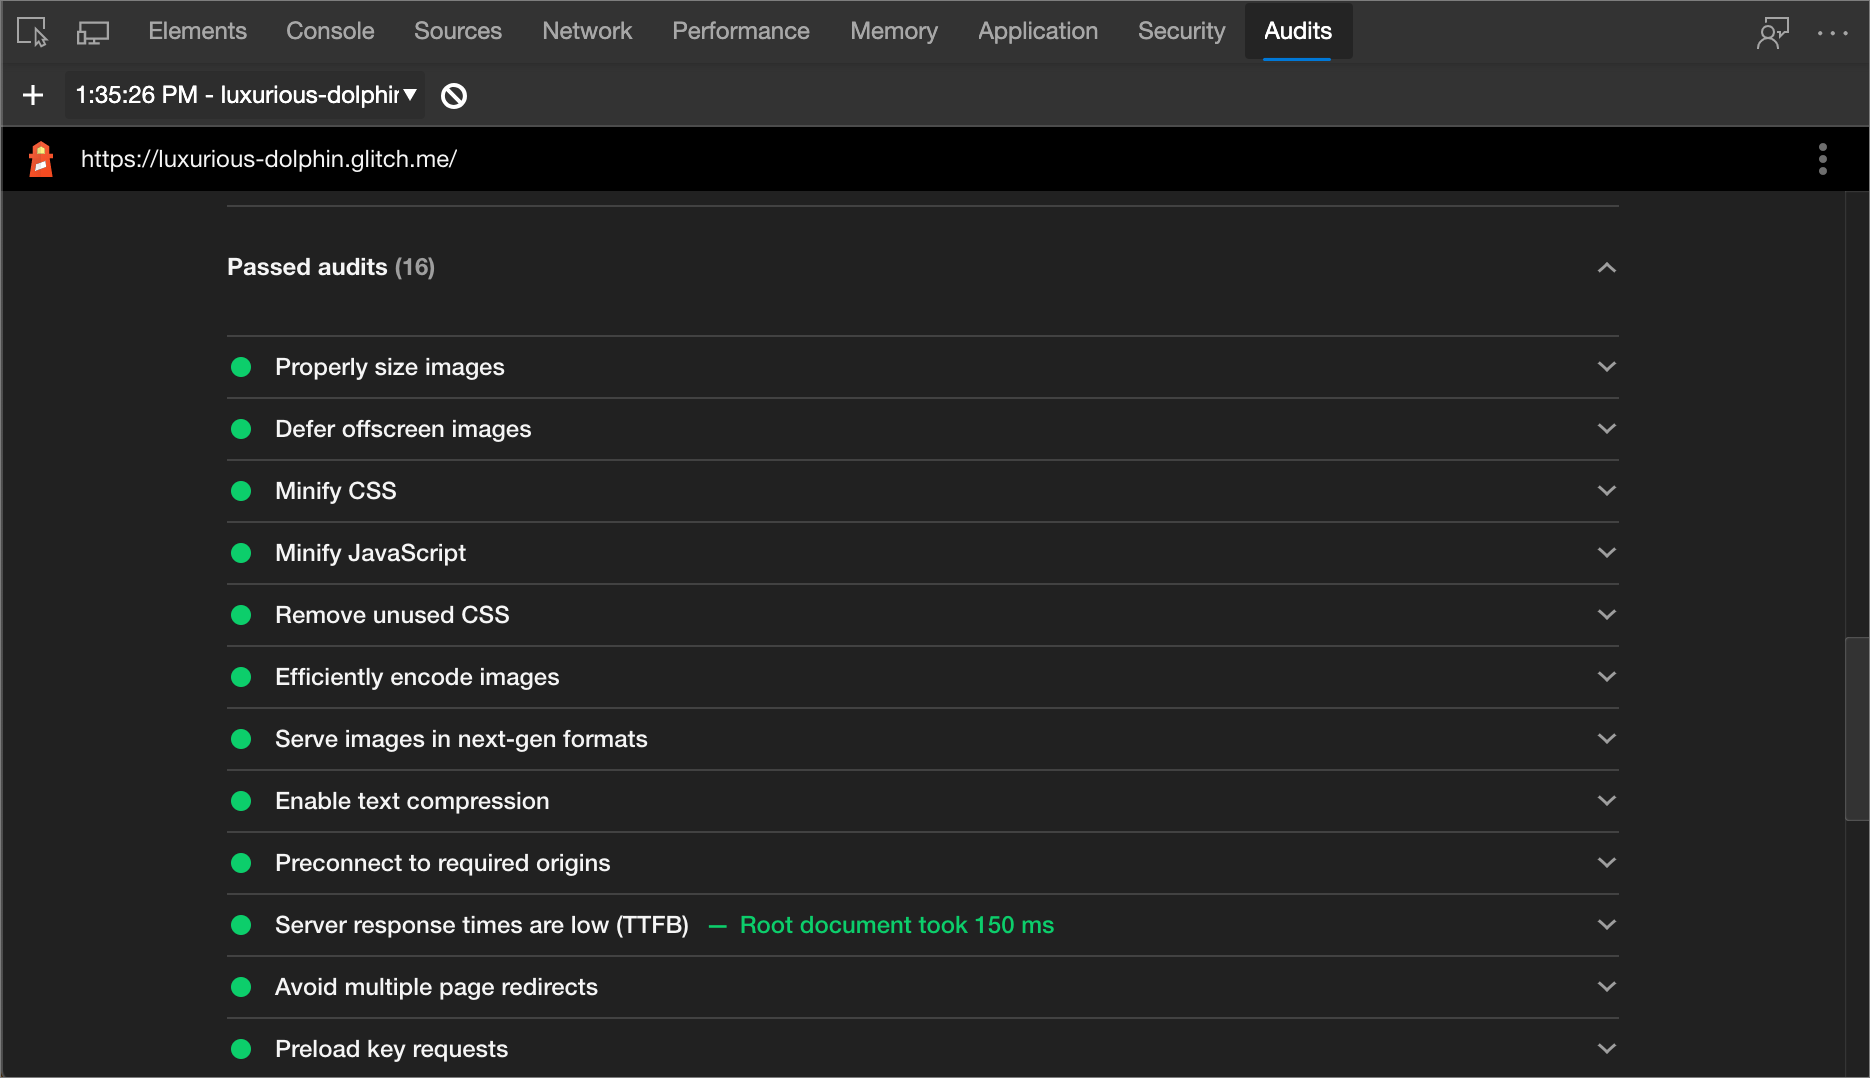 Elements Console Sources Network Performance Memory Application Security Audits
1:35:26 PM - luxurious-dolphin
https://luxurious-dolphin.glitch.me/
Passed audits (16)
Properly size images
Defer offscreen images
Minify CSS
Minify JavaScript
Remove unused CSS
Efficiently encode images
Serve images in next-gen formats
Enable text compression
Preconnect to required origins
Server response times are low (TTFB) — Root document took 150 ms
Avoid multiple page redirects
Preload key requests